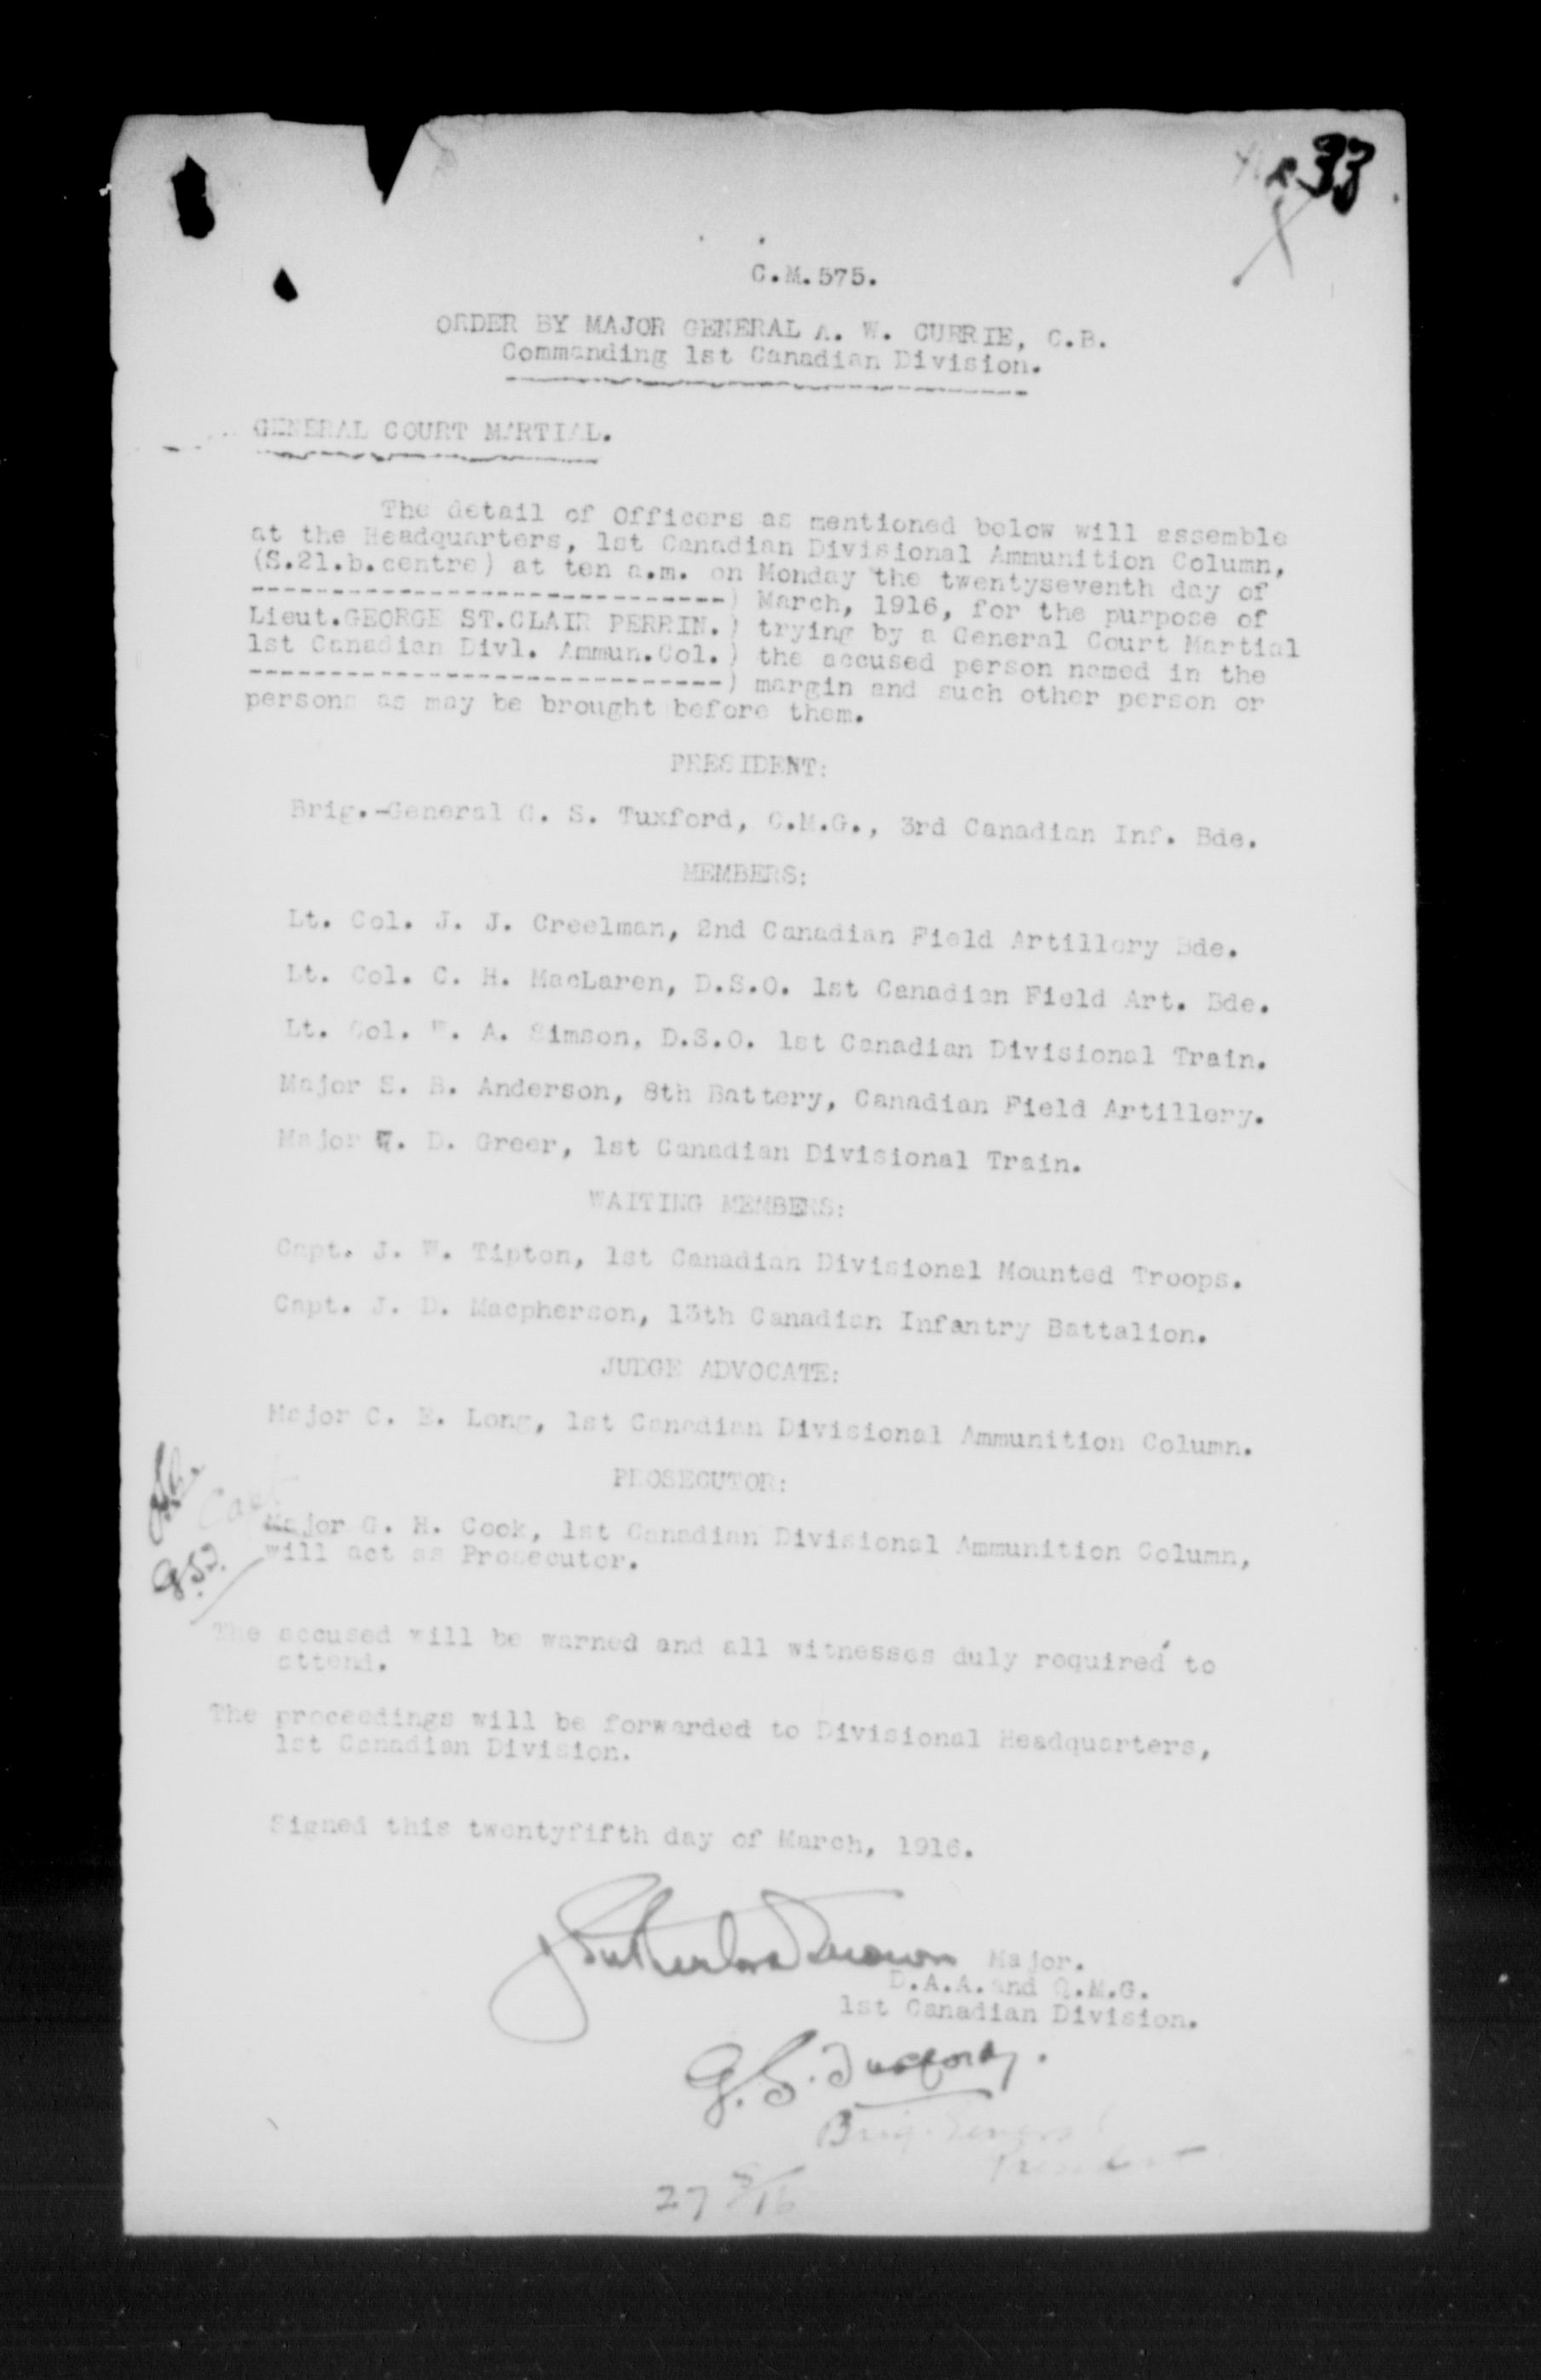 33
C.M.575.
ORDER BY MAJOR GENERAL A. W. CURRIE, C.B.
Commanding 1st Canadian Division.
GENERAL COURT MARTIAL.
The detail of Officers as mentioned below will assemble
at the Headquarters, 1st Canadian Divisional Ammunition Column,
(S.21.b.centre) at ten a.m. on Monday the twentyseventh day of
-----------------------------) March, 1916, for the purpose of
Lieut.GEORGE ST.CLAIR PERRIN.) trying by a General Court Martial
1st Canadian Divl. Ammun.Col.) the accused person named in the
-----------------------------) margin and such other person or
persons as may be brought before them.
PRESIDENT:
Brig.-General G. S. Tuxford, C.M.G., 3rd Canadian Inf. Bde.
MEMBERS:
Lt. Col. J. J. Creelman, 2nd Canadian Field Artillery Bde.
Lt. Col. C. H. MacLaren, D.S.O. 1st Canadian Field Art. Bde.
Lt. Col. W. A. Simson, D.S.O. 1st Canadian Divisional Train.
Major S. B. Anderson, 8th Battery, Canadian Field Artillery.
Major W. D. Greer, 1st Canadian Divisional Train.
WAITING MEMBERS:
Capt. J. W. Tipton, 1st Canadian Divisional Mounted Troops.
Capt. J. D. Macpherson, 13th Canadian Infantry Battalion.
JUDGE ADVOCATE:
Major C. E. Long, 1st Canadian Divisional Ammunition Column.
PROSECUTOR:
Capt
Major G. H. Cook, 1st Canadian Divisional Ammunition Column,
will act as Prosecutor.
The accused will be warned and all witnesses duly required to
attend.
The proceedings will be forwarded to Divisional Headquarters,
1st Canadian Division.
Signed this twentyfifth day of March, 1916.
J Sutherland Brown Major.
D.A.A.and Q.M.G.
1st Canadian Division.
G.S. Tuxford.
Brig. General
President
27/3/16